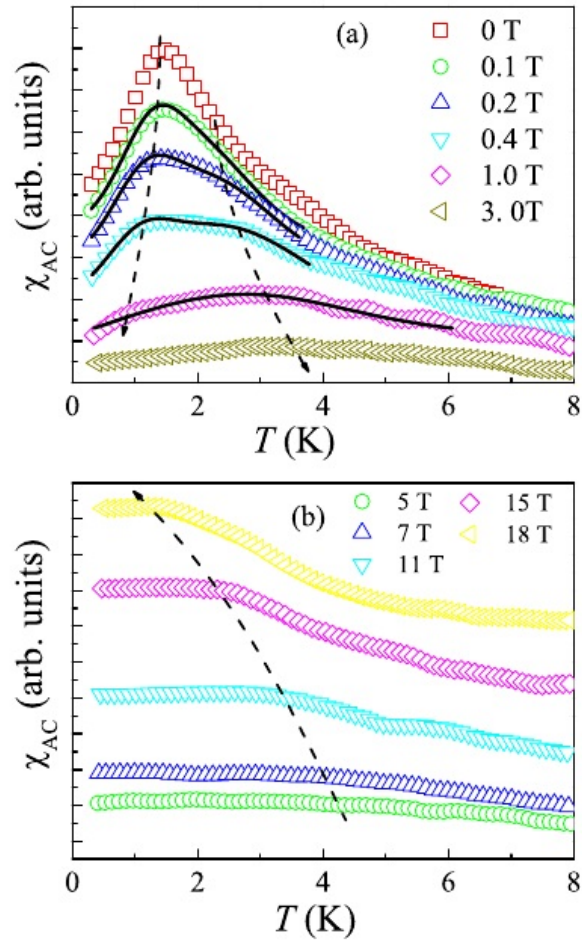 (a)
0 T
0.1 T
0.2 T
0.4 T
1.0 T
3. 0T
χAC (arb. units)
0 2 4 6 8
T (K)
(b)
5 T 15 T
7 T 18 T
11 T
χAC (arb. units)
0 2 4 6 8
T (K)